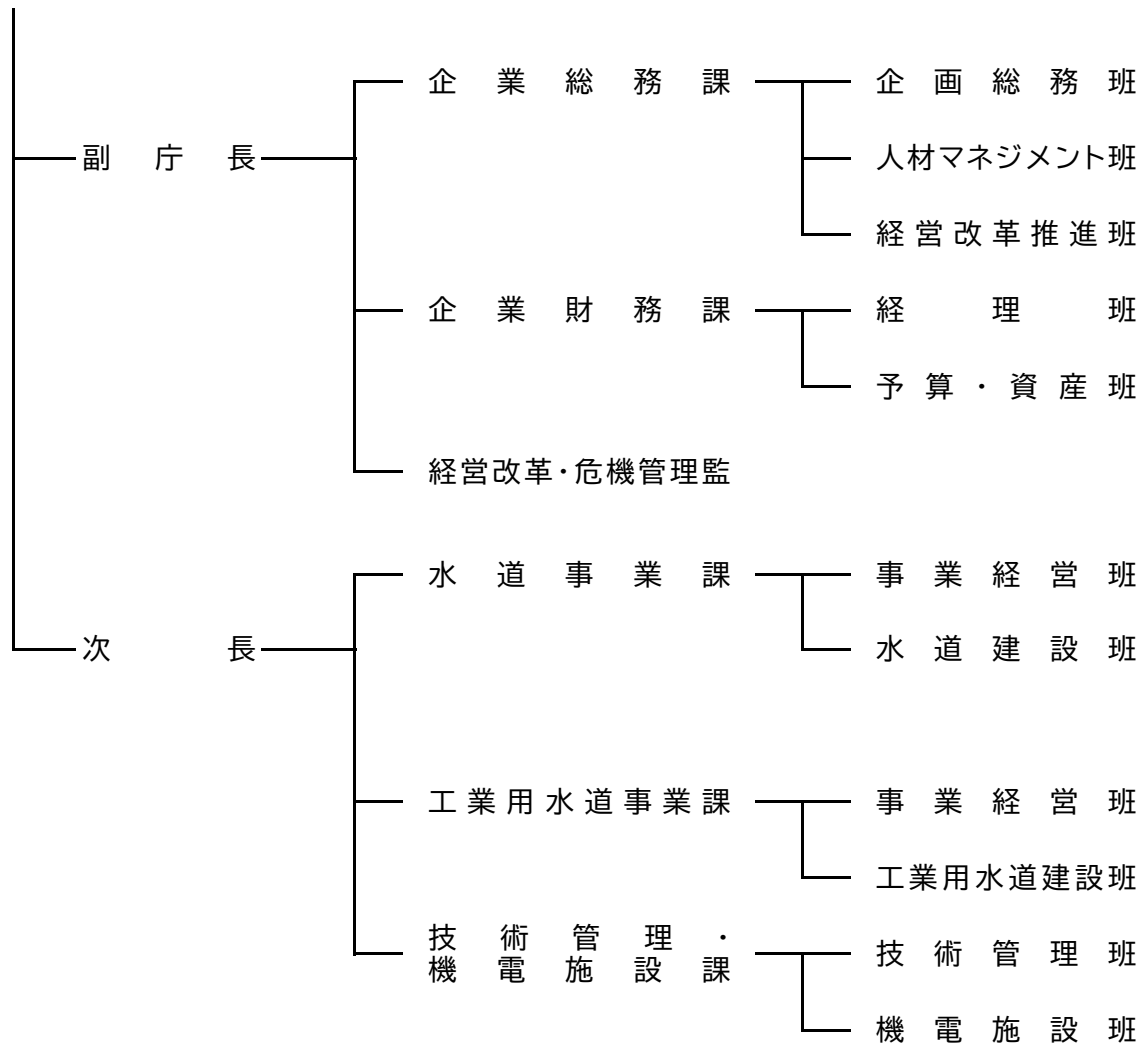 企業総務課 企画総務班
副庁長 人材マネジメント班
経営改革推進班
企業財務課 経理班
予算・資産班
経営改革・危機管理監
水道事業課 事業経営班
次長 水道建設班
工業用水道事業課 事業経営班
工業用水道建設班
技術管理・
機電施設課
技術管理班
機電施設班